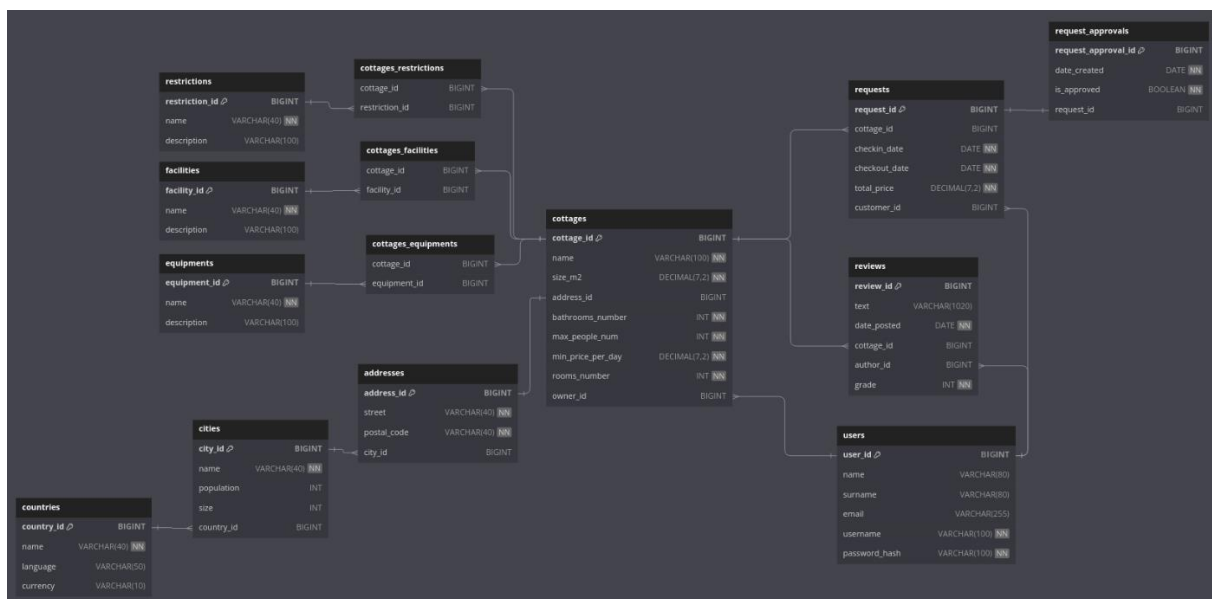 restrictions
restriction_id BIGINT
name VARCHAR(40) NN
description VARCHAR(100)
facilities
facility_id BIGINT
name VARCHAR(40) NN
description VARCHAR(100)
equipments
equipment_id BIGINT
name VARCHAR(40) NN
description VARCHAR(100)
cottages_restrictions
cottage_id BIGINT
restriction_id BIGINT
cottages_facilities
cottage_id BIGINT
facility_id BIGINT
cottages_equipments
cottage_id BIGINT
equipment_id BIGINT
countries
country_id BIGINT
name VARCHAR(40) NN
language VARCHAR(50)
currency VARCHAR(10)
cities
city_id BIGINT
name VARCHAR(40) NN
population INT
size INT
country_id BIGINT
addresses
address_id BIGINT
street VARCHAR(40) NN
postal_code VARCHAR(40) NN
city_id BIGINT
cottages
cottage_id BIGINT
name VARCHAR(100) NN
size_m2 DECIMAL(7,2) NN
address_id BIGINT
bathrooms_number INT NN
max_people_num INT NN
min_price_per_day DECIMAL(7,2) NN
rooms_number INT NN
owner_id BIGINT
requests
request_id BIGINT
cottage_id BIGINT
checkin_date DATE NN
checkout_date DATE NN
total_price DECIMAL(7,2) NN
customer_id BIGINT
request_approvals
request_approval_id BIGINT
date_created DATE NN
is_approved BOOLEAN NN
request_id BIGINT
reviews
review_id BIGINT
text VARCHAR(1020)
date_posted DATE NN
cottage_id BIGINT
author_id BIGINT
grade INT NN
users
user_id BIGINT
name VARCHAR(80)
surname VARCHAR(80)
email VARCHAR(255)
username VARCHAR(100) NN
password_hash VARCHAR(100) NN